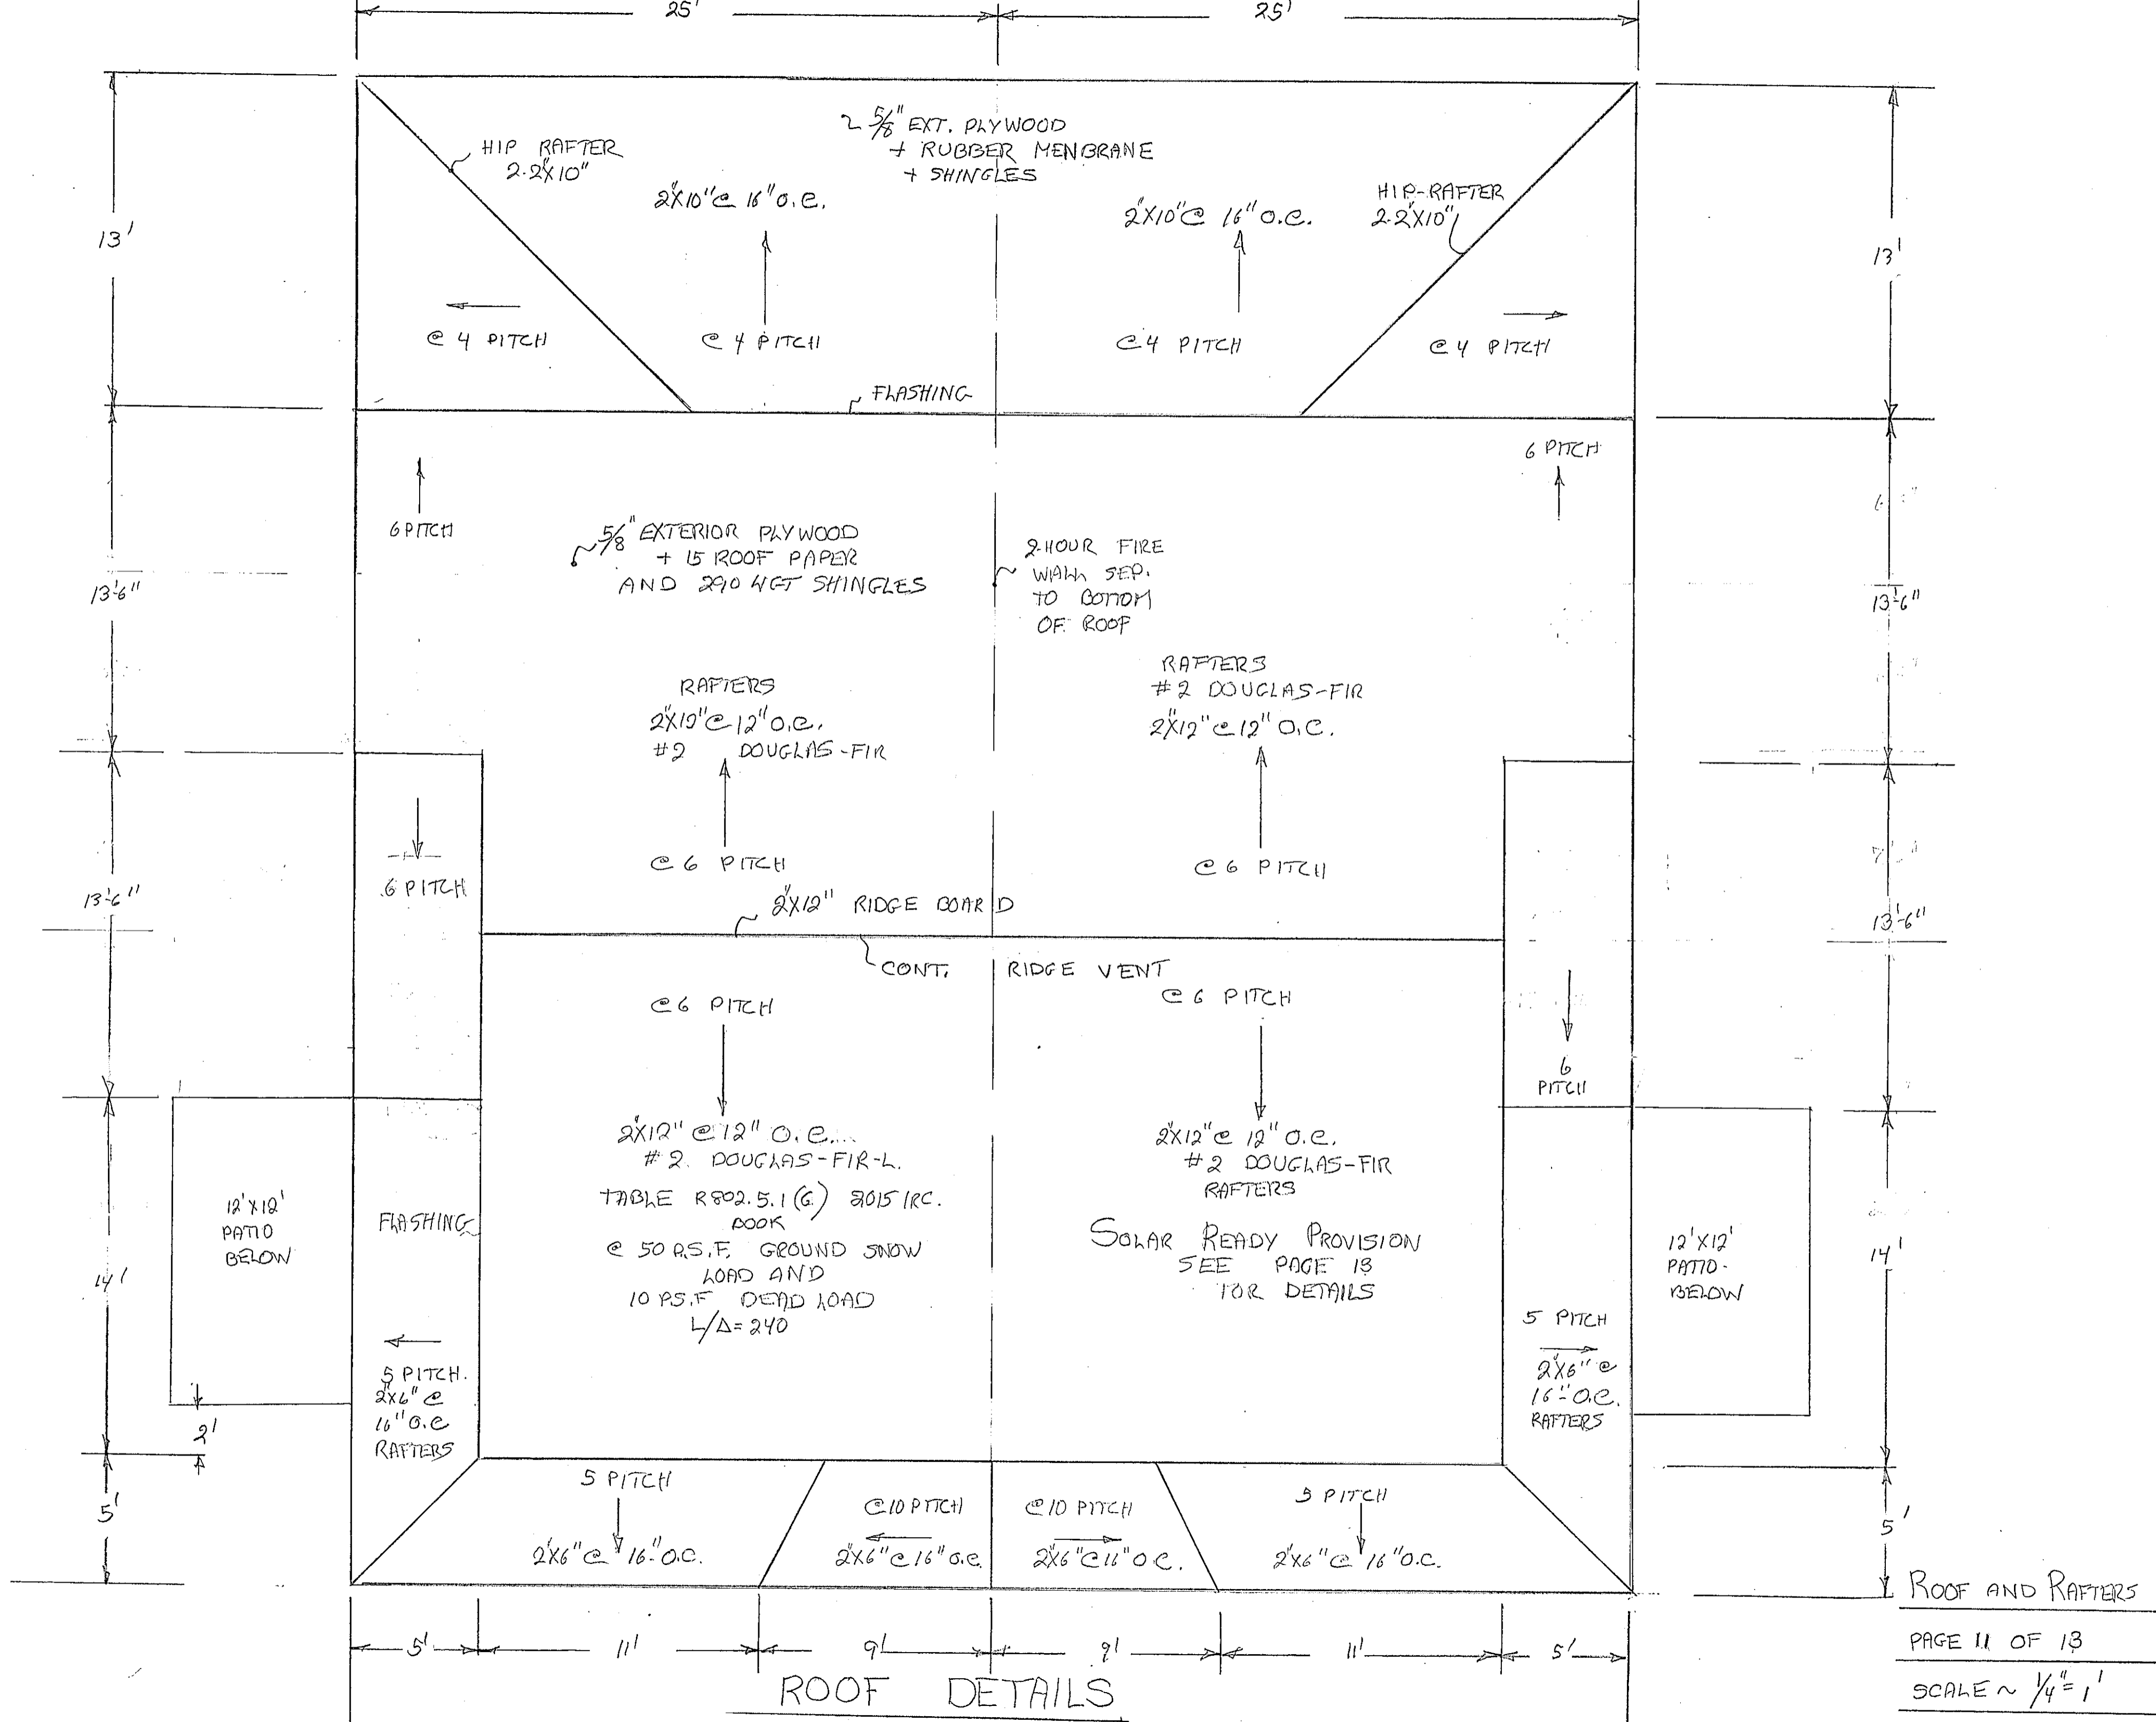 25'
25'
2 5/8" EXT. PLYWOOD
+ RUBBER MENBRANE
+ SHINGLES
HIP RAFTER
2-2"X10"
2"X10" @ 16" O.C.
2"X10" @ 16" O.C.
HIP-RAFTER
2-2"X10"
13'
13'
@ 4 PITCH
@ 4 PITCH
@ 4 PITCH
@ 4 PITCH
FLASHING
6 PITCH
6 PITCH
5/8" EXTERIOR PLYWOOD
+ 15 ROOF PAPER
AND 290 WGT SHINGLES
2-HOUR FIRE
WALL SEP.
TO BOTTOM
OF ROOF
13'-6"
13'-6"
RAFTERS
2"X12" @ 12" O.C.
#2 DOUGLAS-FIR
RAFTERS
#2 DOUGLAS-FIR
2"X12" @ 12" O.C.
@ 6 PITCH
@ 6 PITCH
6 PITCH
13'-6"
13'-6"
2"X12" RIDGE BOARD
CONT. RIDGE VENT
@ 6 PITCH
@ 6 PITCH
6
PITCH
2"X12" @ 12" O.C.
#2 DOUGLAS-FIR-L.
TABLE R802.5.1(6) 2015 IRC.
BOOK
@ 50 P.S.F. GROUND SNOW
LOAD AND
10 P.S.F DEAD LOAD
L/Δ=240
2"X12" @ 12" O.C.
#2 DOUGLAS-FIR
RAFTERS
SOLAR READY PROVISION
SEE PAGE 13
FOR DETAILS
12'X12'
PATIO
BELOW
FLASHING
12'X12'
PATIO-
BELOW
14'
14'
5 PITCH.
2"X6" @
16" O.C
RAFTERS
5 PITCH
2"X6" @
16" O.C.
RAFTERS
2'
5'
5'
5 PITCH
2"X6" @ 16" O.C.
@10 PITCH
2"X6" @ 16" O.C.
@10 PITCH
2"X6" @ 16" O.C.
5 PITCH
2"X6" @ 16" O.C.
5'
11'
9'
9'
11'
5'
ROOF DETAILS
ROOF AND RAFTERS
PAGE 11 OF 13
SCALE ~ 1/4" = 1'